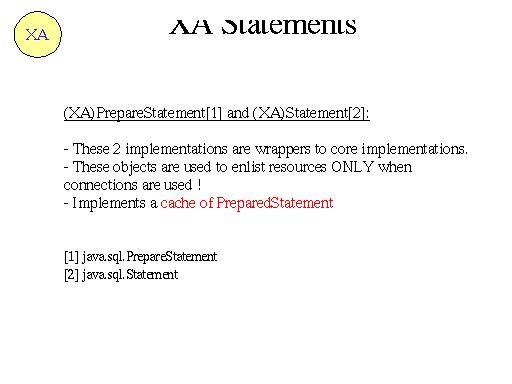 XA
XA Statements
(XA)PrepareStatement[1] and (XA)Statement[2]:
- These 2 implementations are wrappers to core implementations.
- These objects are used to enlist resources ONLY when
connections are used !
- Implements a cache of PreparedStatement
[1] java.sql.PrepareStatement
[2] java.sql.Statement